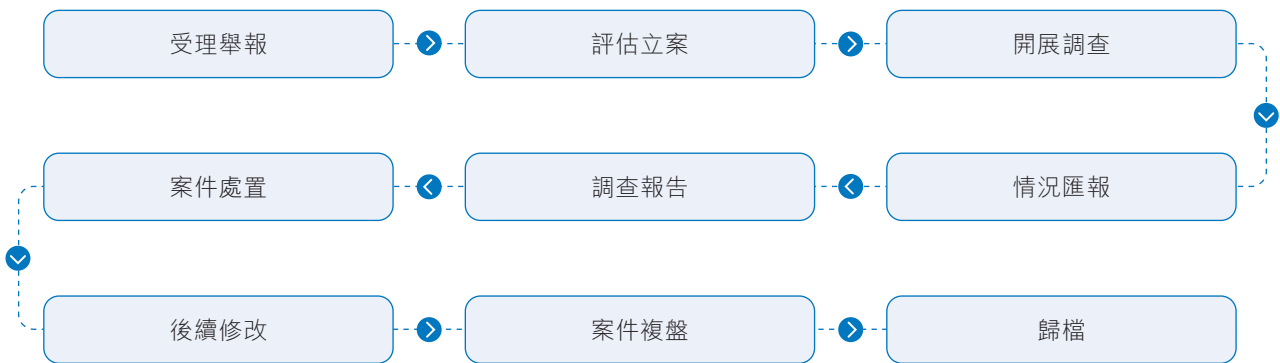 受理舉報
評估立案
開展調查
情況匯報
調查報告
案件處置
後續修改
案件複盤
歸檔